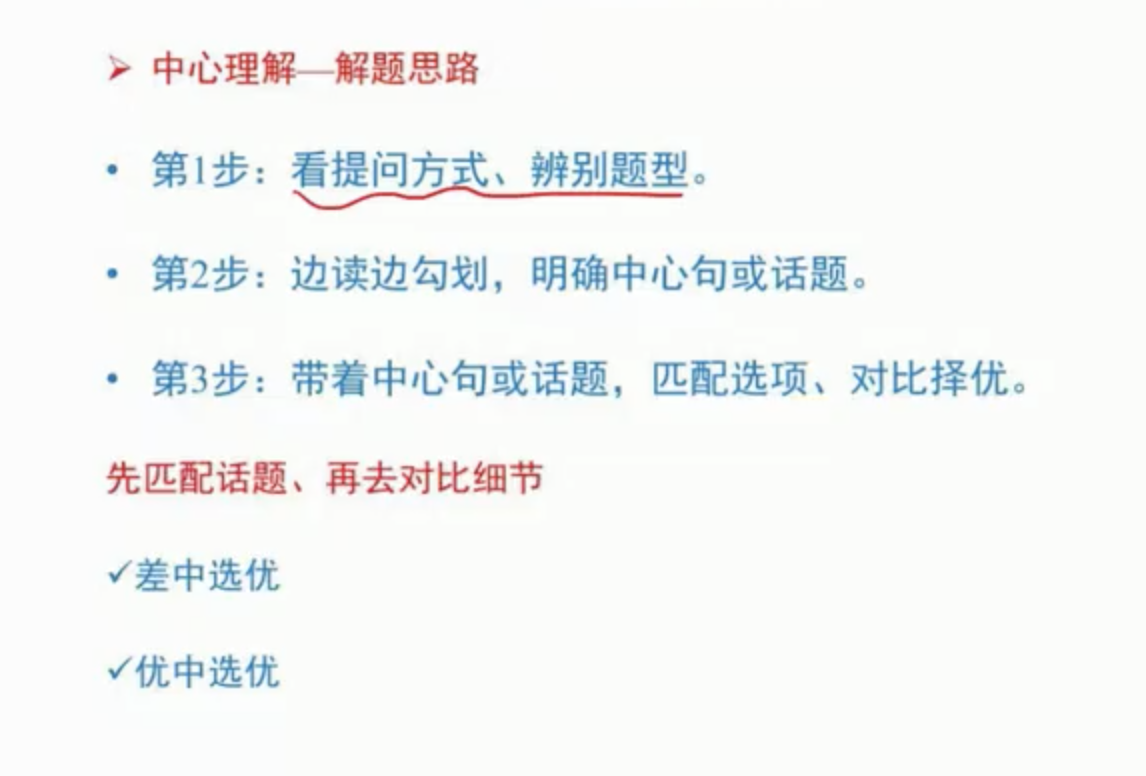 ➢ 中心理解—解题思路
• 第1步：看提问方式、辨别题型。
• 第2步：边读边勾划，明确中心句或话题。
• 第3步：带着中心句或话题，匹配选项、对比择优。
先匹配话题、再去对比细节
✓差中选优
✓优中选优